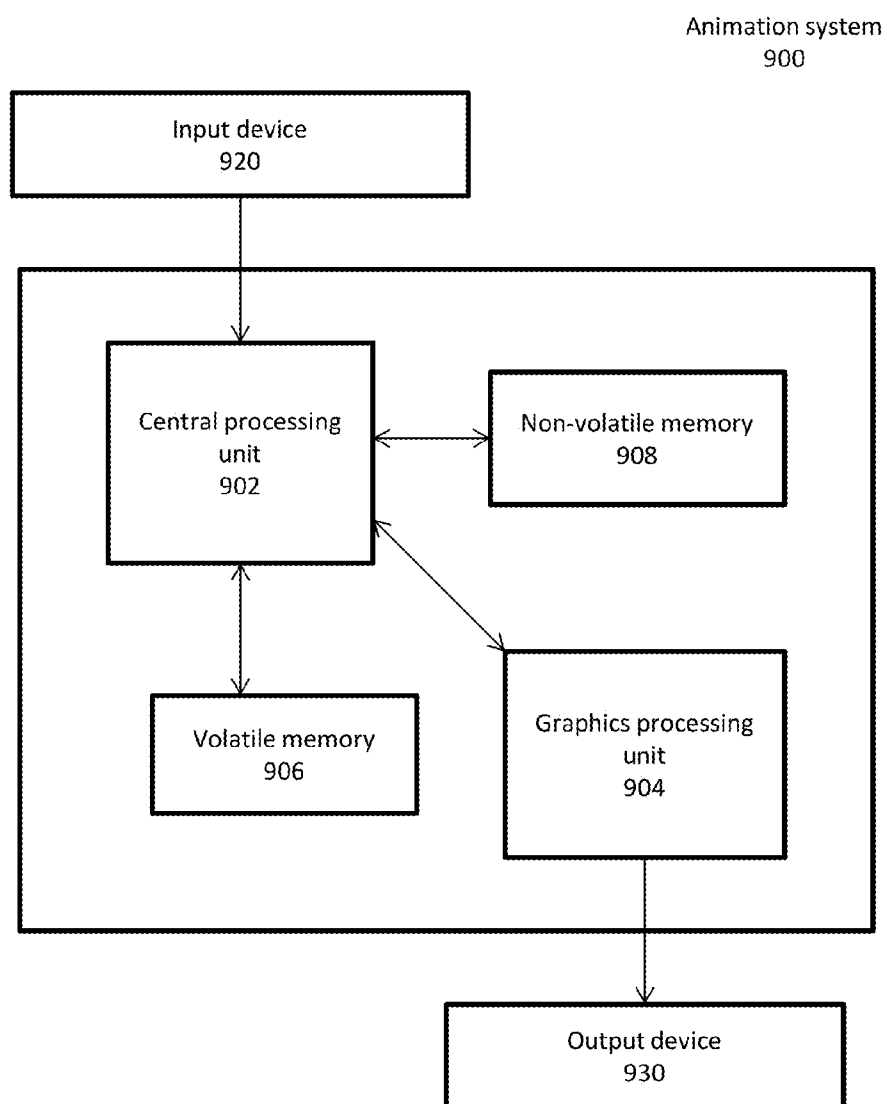 Animation system
900
Input device
920
Central processing
unit
902
Non-volatile memory
908
Volatile memory
906
Graphics processing
unit
904
Output device
930